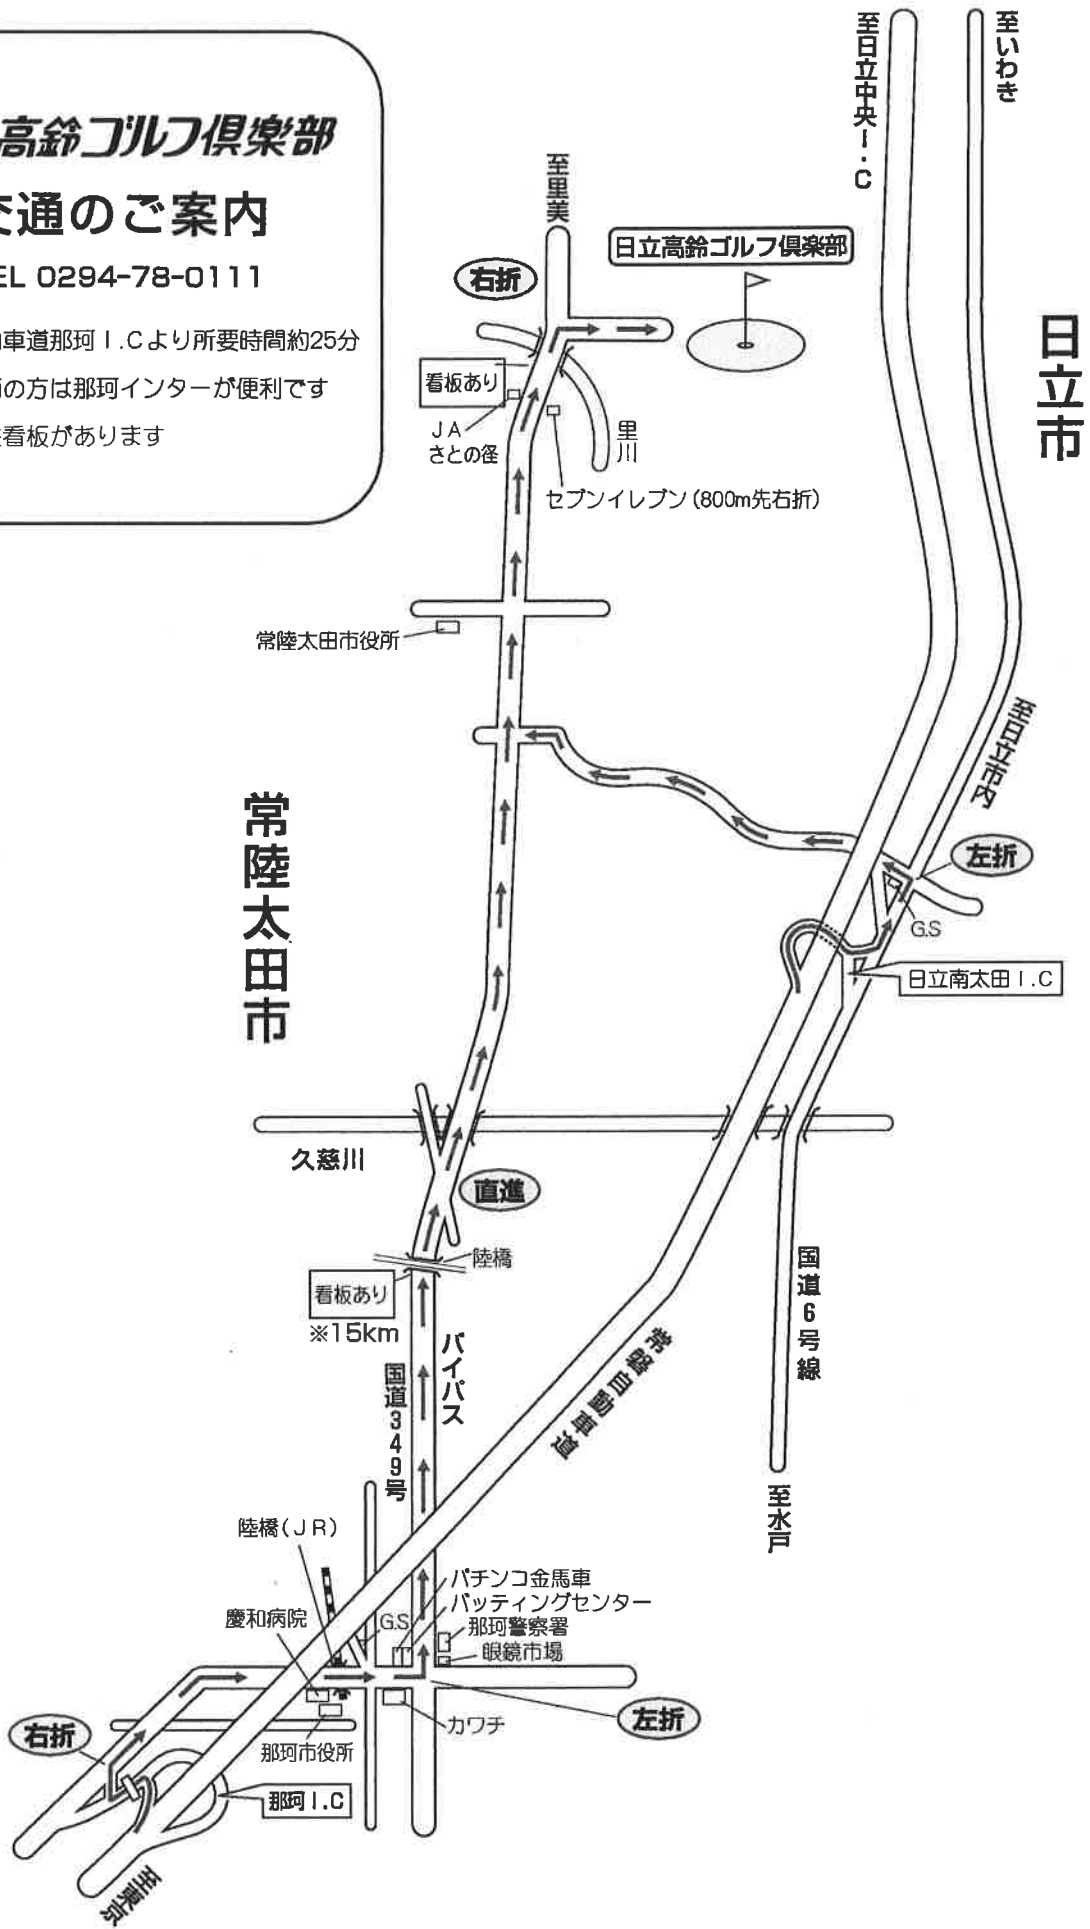 高鈴ゴルフ倶楽部
交通のご案内
EL 0294-78-0111
車道那珂I.Cより所要時間約25分
の方は那珂インターが便利です
看板があります
至日立中央I・C
至いわき
至里美
日立高鈴ゴルフ倶楽部
右折
看板あり
JA
さとの径
里川
セブンイレブン(800m先右折)
日立市
常陸太田市役所
至日立市内
常陸太田市
左折
G.S
日立南太田I.C
久慈川
直進
陸橋
看板あり
※15km
バイパス
国道349号
国道6号線
常磐自動車道
至水戸
陸橋(JR)
パチンコ金馬車
バッティングセンター
慶和病院
G.S
那珂警察署
眼鏡市場
右折
那珂市役所
カワチ
左折
那珂I.C
至東京